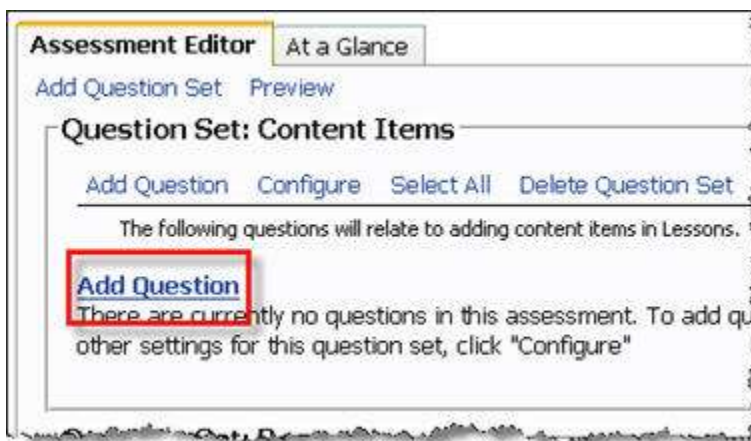 Assessment Editor At a Glance
Add Question Set Preview
Question Set: Content Items
Add Question Configure Select All Delete Question Set
The following questions will relate to adding content items in Lessons.
Add Question
There are currently no questions in this assessment. To add
other settings for this question set, click "Configure"